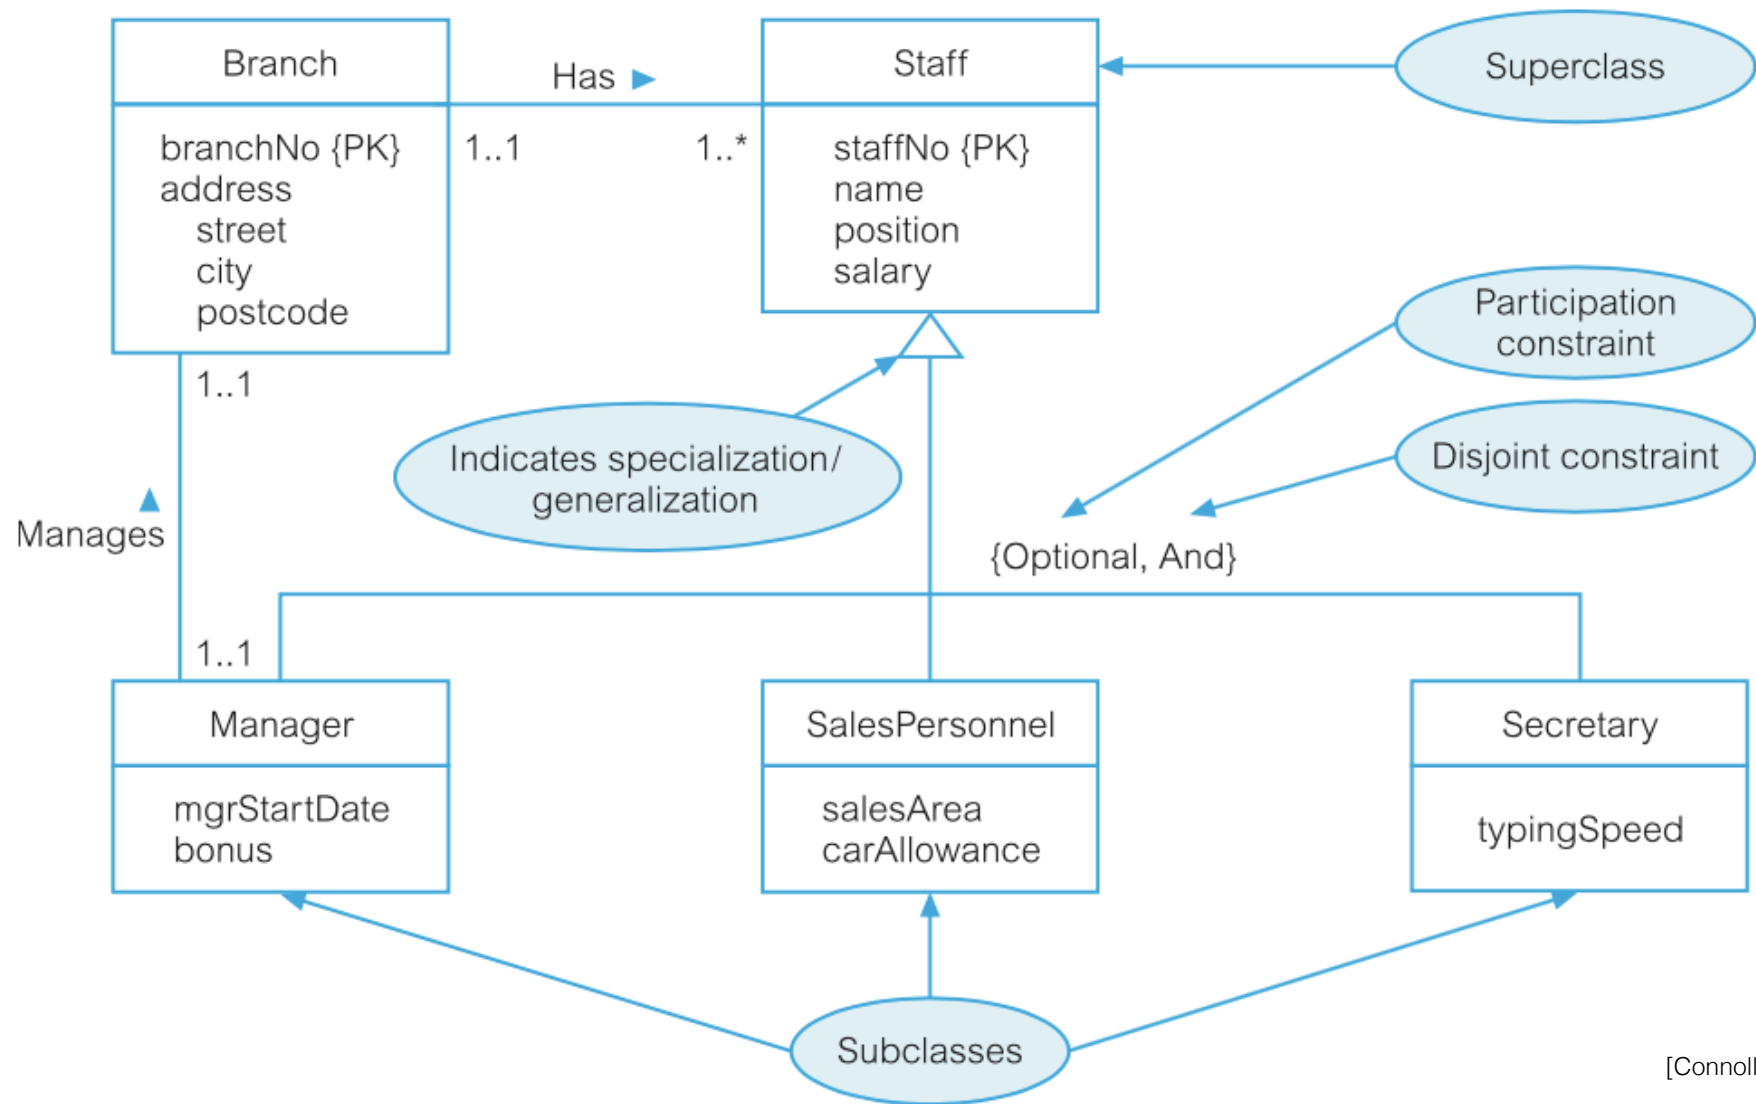 Branch
Has ►
Staff
Superclass
branchNo {PK}
address
street
city
postcode
1..1
1..*
staffNo {PK}
name
position
salary
Participation
constraint
1..1
Indicates specialization/
generalization
Disjoint constraint
▲
Manages
{Optional, And}
1..1
Manager
SalesPersonnel
Secretary
mgrStartDate
bonus
salesArea
carAllowance
typingSpeed
Subclasses
[Connoll